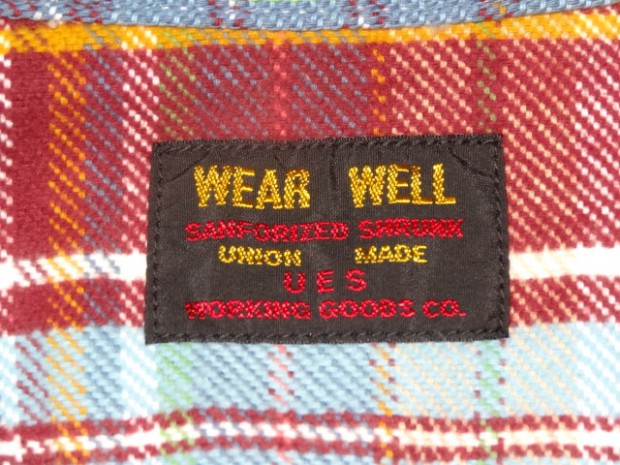 WEAR WELL
SANFORIZED SHRUNK
UNION MADE
UES
WORKING GOODS CO.